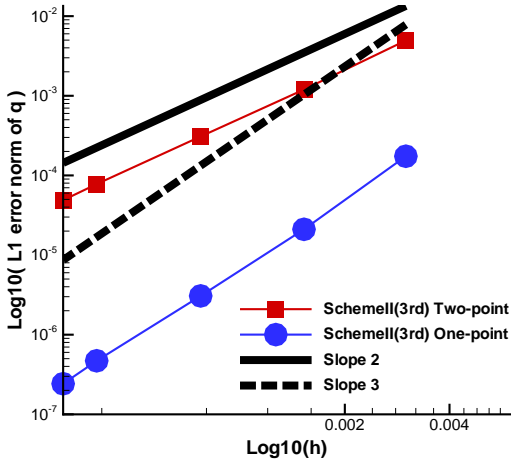 10-2
10-3
10-4
10-5
10-6
10-7
Log10( L1 error norm of q )
SchemeII(3rd) Two-point
SchemeII(3rd) One-point
Slope 2
Slope 3
0.002 0.004
Log10(h)